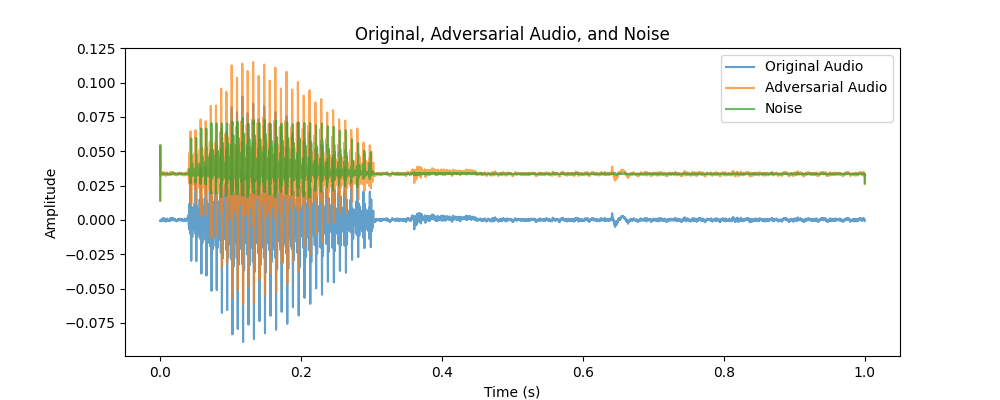 Original, Adversarial Audio, and Noise
Original Audio
Adversarial Audio
Noise
0.125
0.100
0.075
0.050
0.025
0.000
−0.025
−0.050
−0.075
Amplitude
0.0 0.2 0.4 0.6 0.8 1.0
Time (s)